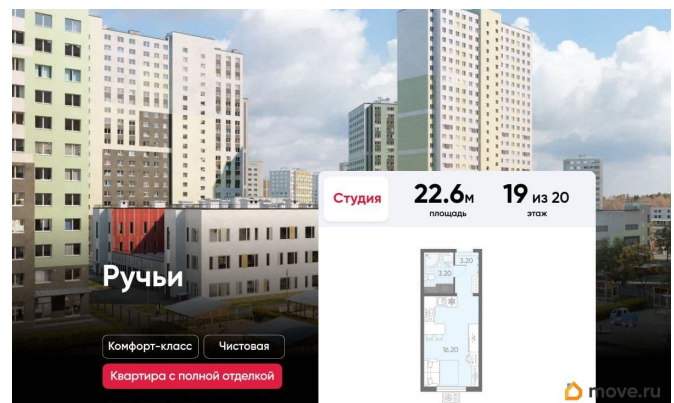 Студия
22.6м
площадь
19 из 20
этаж
3.20
3.20
16.20
Ручьи
Комфорт-класс
Чистовая
Квартира с полной отделкой
move.ru